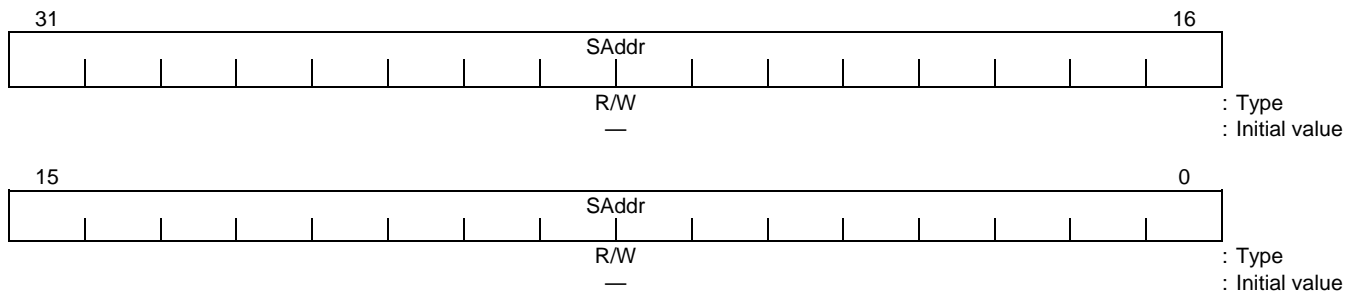 31 16
SAddr
R/W : Type
— : Initial value
15 0
SAddr
R/W : Type
— : Initial value